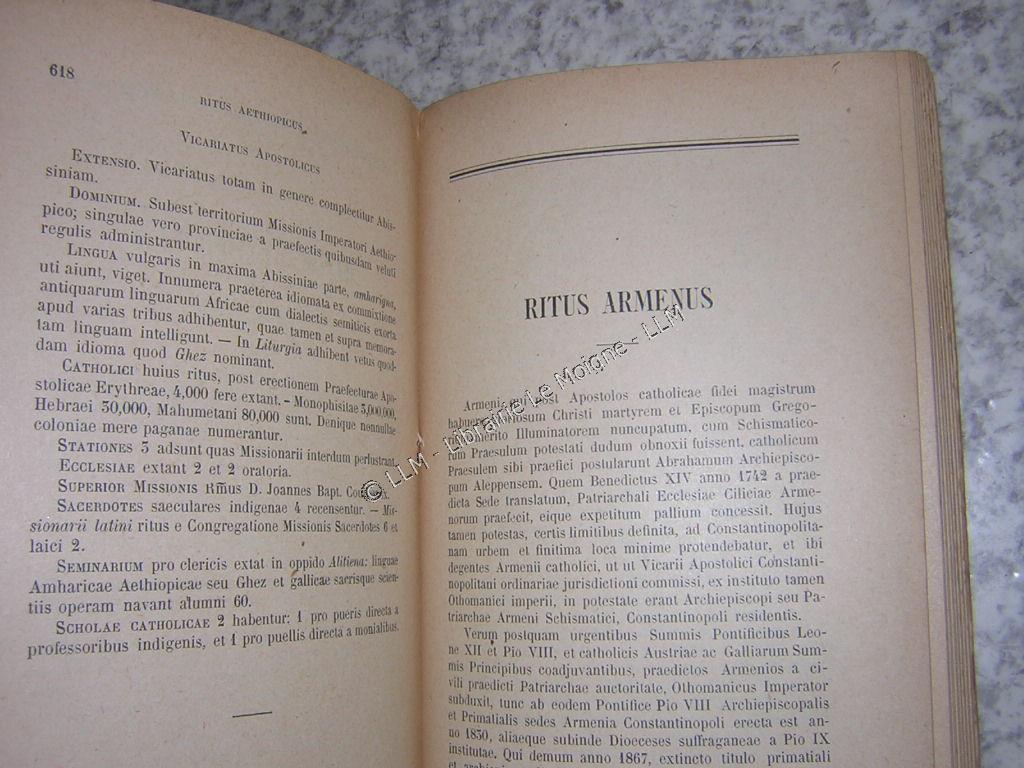 618
RITUS AETHIOPICUS
VICARIATUS APOSTOLICUS
EXTENSIO. Vicariatus totam in genere complectitur Abis-
siniam.
DOMINIUM. Subest territorium Missionis Imperatori Aethio-
pico; singulae vero provinciae a praefectis quibusdam veluti
regulis administrantur.
LINGUA vulgaris in maxima Abissiniae parte, amharigna,
uti aiunt, viget. Innumera praeterea idiomata ex commixtione
antiquarum linguarum Africae cum dialectis semiticis exorta
apud varias tribus adhibentur, quae tamen et supra memora-
tam linguam intelligunt. — In Liturgia adhibent vetus quod-
dam idioma quod Ghez nominant.
CATHOLICI huius ritus, post erectionem Praefecturae Apo-
stolicae Erythreae, 4,000 fere extant. - Monophisitae 3,000,000,
Hebraei 30,000, Mahumetani 80,000 sunt. Denique nonnullae
coloniae mere paganae numerantur.
STATIONES 3 adsunt quas Missionarii interdum perlustrant.
ECCLESIAE extant 2 et 2 oratoria.
SUPERIOR MISSIONIS Rmus D. Joannes Bapt.
SACERDOTES saeculares indigenae 4 recensentur. — Mis-
sionarii latini ritus e Congregatione Missionis Sacerdotes 6 et
laici 2.
SEMINARIUM pro clericis extat in oppido Alitiena: linguae
Amharicae Aethiopicae seu Ghez et gallicae sacrisque scien-
tiis operam navant alumni 60.
SCHOLAE CATHOLICAE 2 habentur: 1 pro pueris directa a
professoribus indigenis, et 1 pro puellis directa a monialibus.
RITUS ARMENUS
Armeni qui post Apostolos catholicae fidei magistrum
habuere gloriosum Christi martyrem et Episcopum Grego-
rium merito Illuminatorem nuncupatum, cum Schismatico-
rum Praesulum potestati dudum obnoxii fuissent, catholicum
Praesulem sibi praefici postularunt Abrahamum Archiepisco-
pum Aleppensem. Quem Benedictus XIV anno 1742 a prae-
dicta Sede translatum, Patriarchali Ecclesiae Ciliciae Arme-
norum praefecit, eique expetitum pallium concessit. Hujus
tamen potestas, certis limitibus definita, ad Constantinopolita-
nam urbem et finitima loca minime protendebatur, et ibi
degentes Armenii catholici, ut ut Vicarii Apostolici Constanti-
nopolitani ordinariae jurisdictioni commissi, ex instituto tamen
Othomanici imperii, in potestate erant Archiepiscopi seu Pa-
triarchae Armeni Schismatici, Constantinopoli residentis.
Verum postquam urgentibus Summis Pontificibus Leo-
ne XII et Pio VIII, et catholicis Austriae ac Galliarum Sum-
mis Principibus coadjuvantibus, praedictos Armenios a ci-
vili praedicti Patriarchae auctoritate, Othomanicus Imperator
subduxit, tunc ab eodem Pontifice Pio VIII Archiepiscopalis
et Primatialis sedes Armenia Constantinopoli erecta est an-
no 1830, aliaeque subinde Dioeceses suffraganeae a Pio IX
institutae. Qui demum anno 1867, extincto titulo primatiali
© LLM - Librairie Le Moigne - LLM